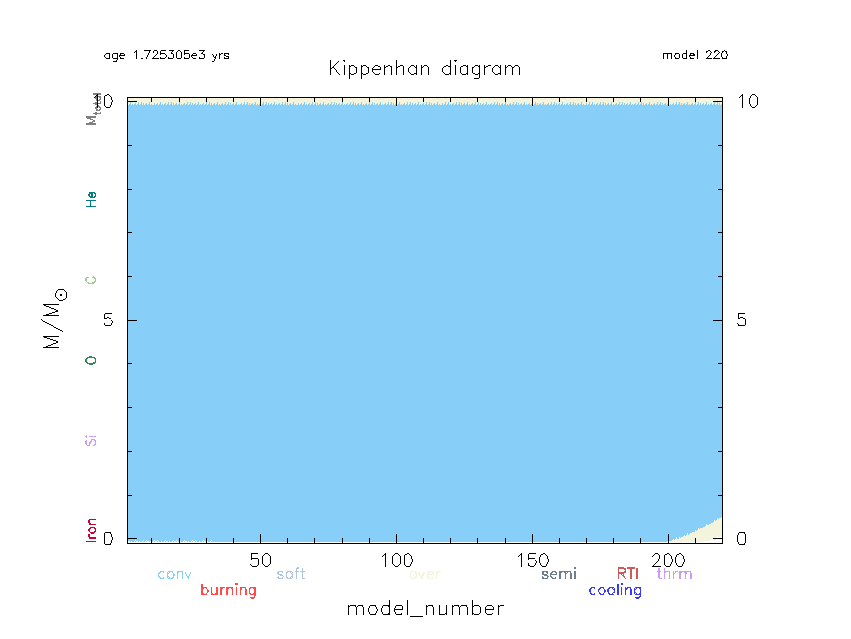 age 1.725305e3 yrs
model 220
Kippenhan diagram
10
10
M_total
He
C
M/M☉
5
5
O
Si
Iron
0
0
50
100
150
200
conv
soft
over
semi
RTI
thrm
burning
cooling
model_number